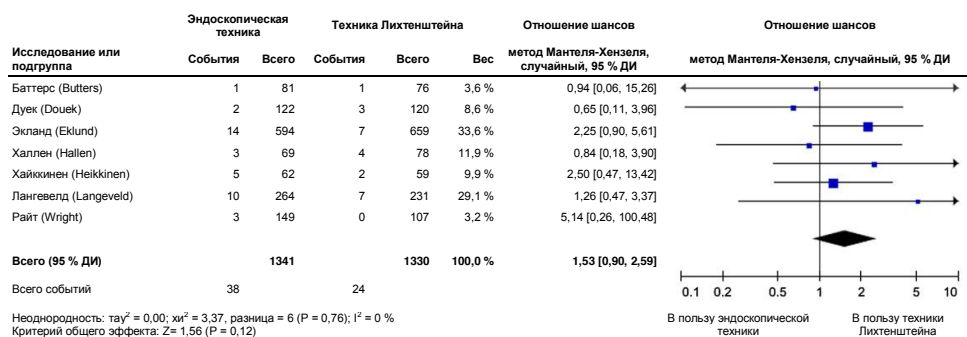 Эндоскопическая техника Техника Лихтенштейна Отношение шансов Отношение шансов
Исследование или подгруппа События Всего События Всего Вес метод Мантеля-Хензеля, случайный, 95 % ДИ метод Мантеля-Хензеля, случайный, 95 % ДИ
Баттерс (Butters) 1 81 1 76 3,6 % 0,94 [0,06, 15,26]
Дуек (Douek) 2 122 3 120 8,6 % 0,65 [0,11, 3,96]
Экланд (Eklund) 14 594 7 659 33,6 % 2,25 [0,90, 5,61]
Халлен (Hallen) 3 69 4 78 11,9 % 0,84 [0,18, 3,90]
Хайккинен (Heikkinen) 5 62 2 59 9,9 % 2,50 [0,47, 13,42]
Лангевелд (Langeveld) 10 264 7 231 29,1 % 1,26 [0,47, 3,37]
Райт (Wright) 3 149 0 107 3,2 % 5,14 [0,26, 100,48]
Всего (95 % ДИ) 1341 1330 100,0 % 1,53 [0,90, 2,59]
Всего событий 38 24
0.1 0.2 0.5 1 2 5 10
Неоднородность: тау² = 0,00; хи² = 3,37, разница = 6 (P = 0,76); I² = 0 %
Критерий общего эффекта: Z= 1,56 (P = 0,12)
В пользу эндоскопической техники В пользу техники Лихтенштейна